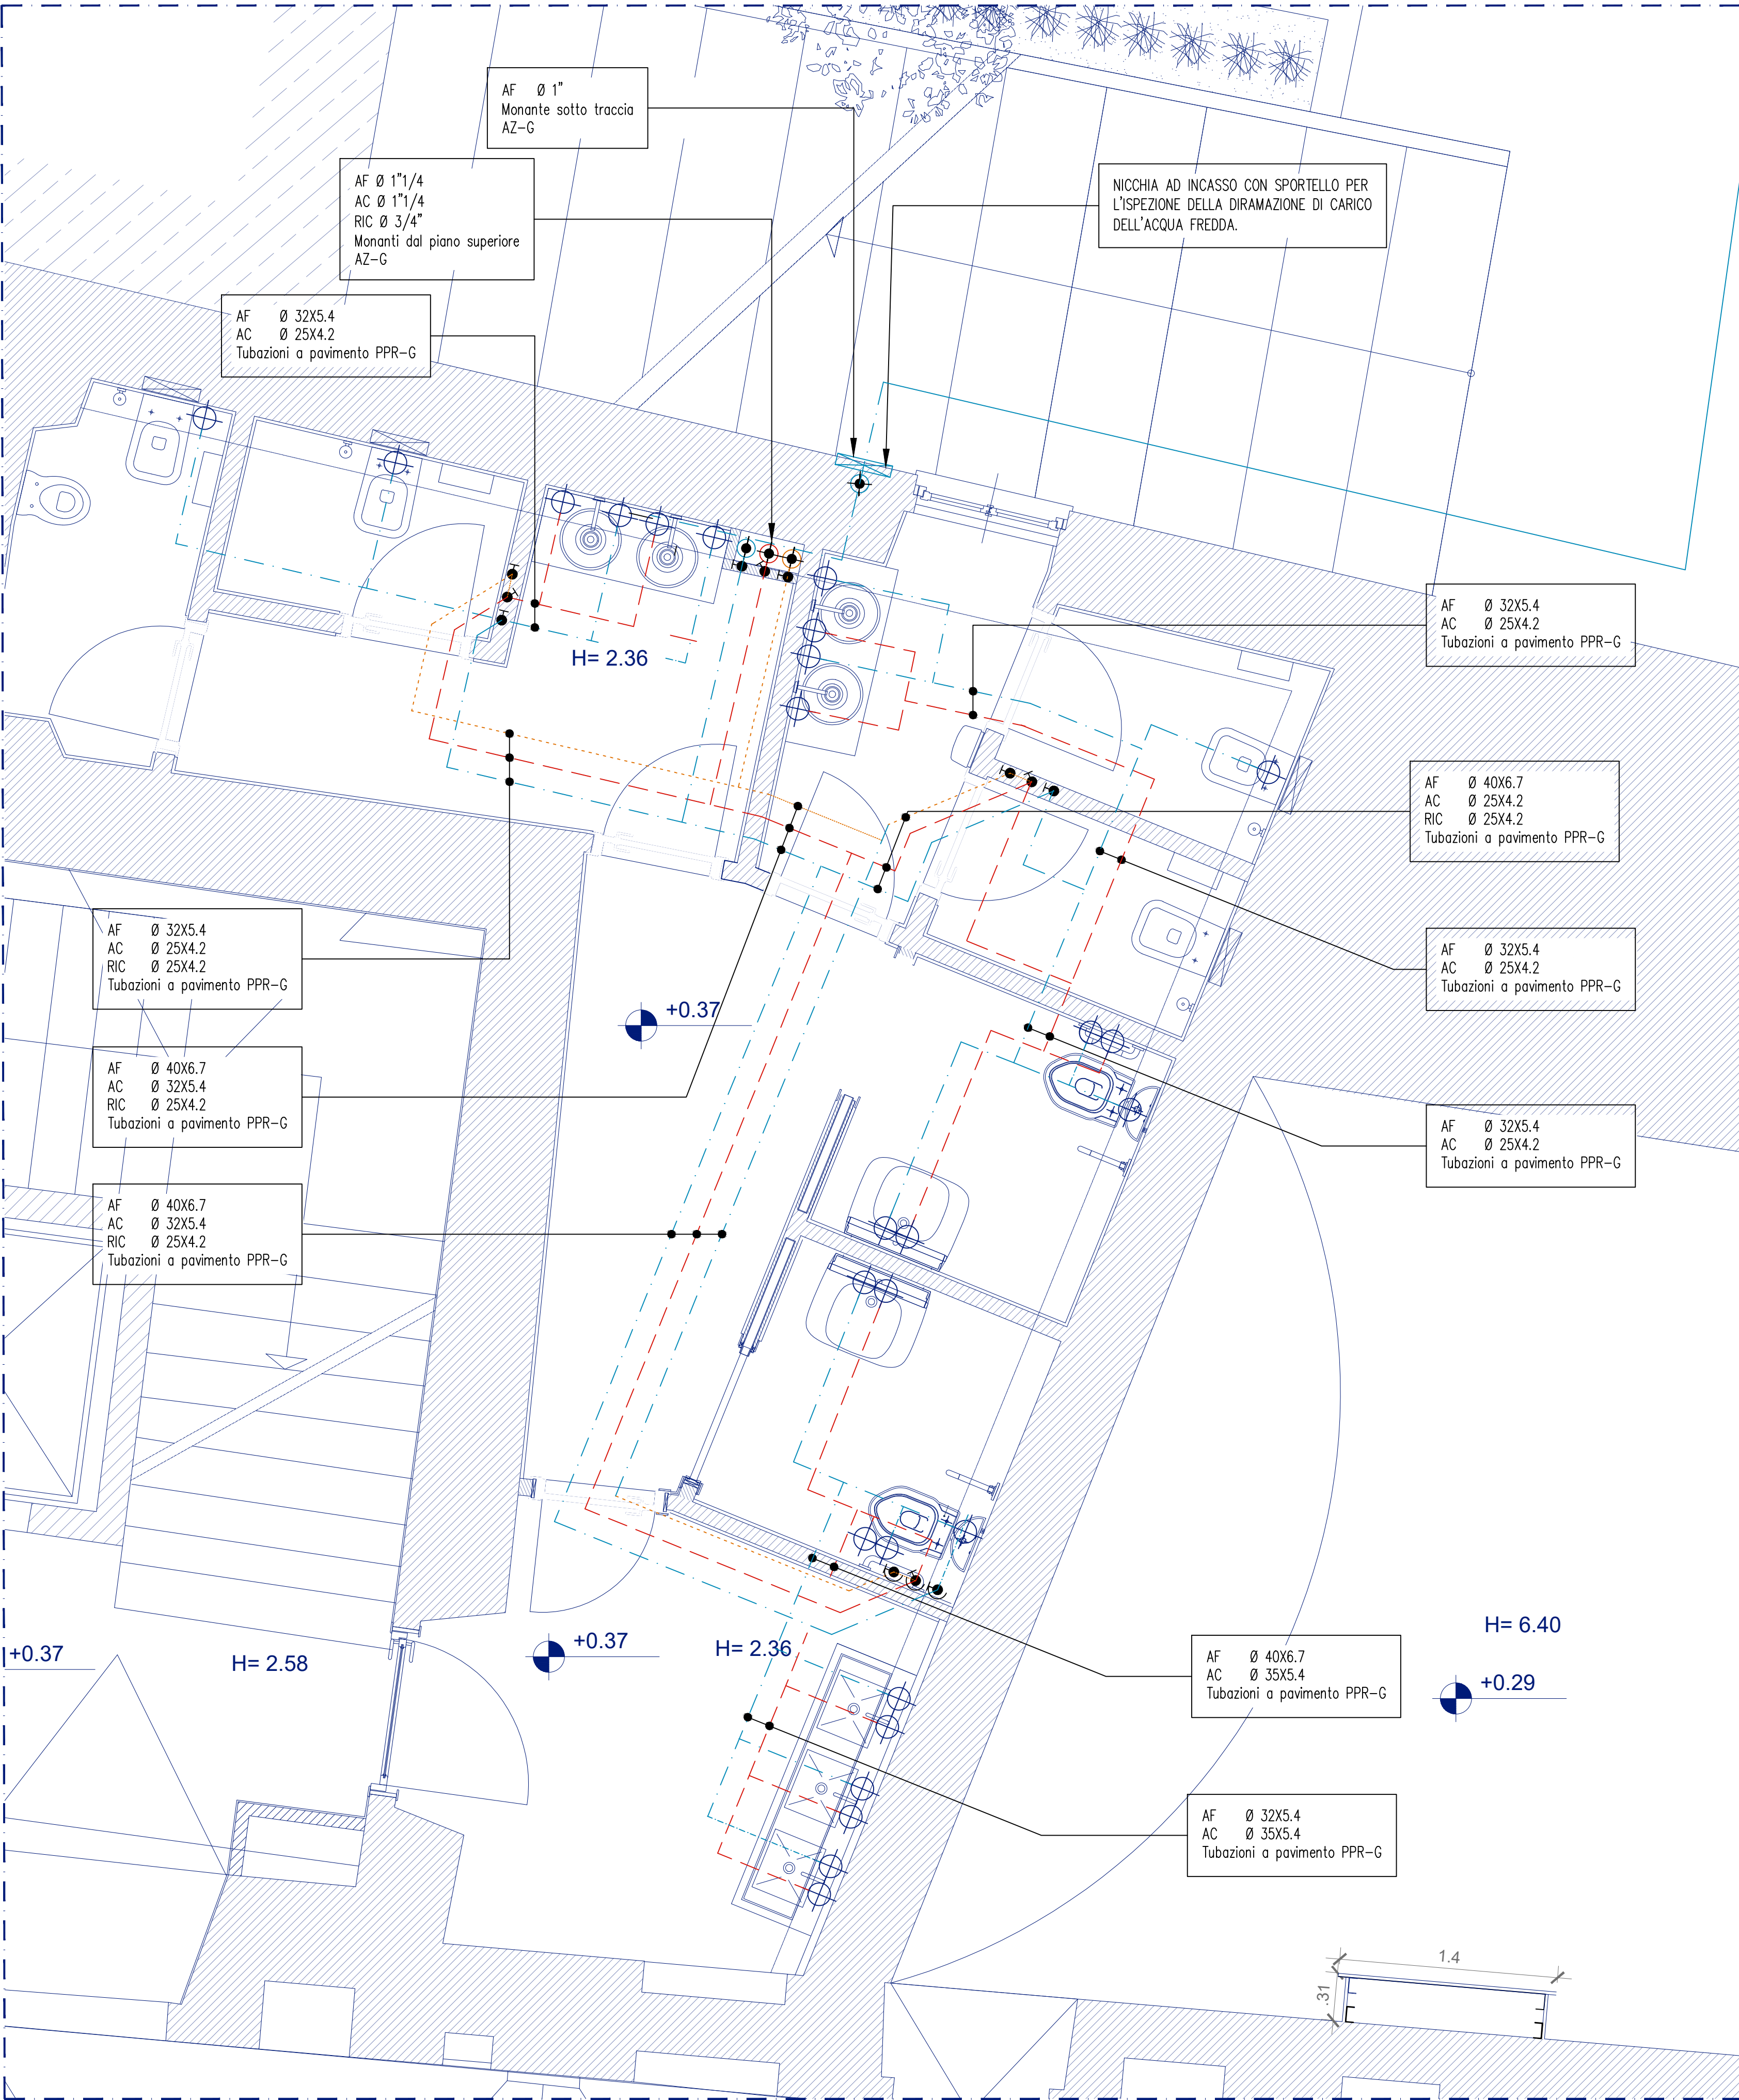 AF Ø 1"
Monante sotto traccia
AZ-G
AF Ø 1"1/4
AC Ø 1"1/4
RIC Ø 3/4"
Monanti dal piano superiore
AZ-G
NICCHIA AD INCASSO CON SPORTELLO PER
L'ISPEZIONE DELLA DIRAMAZIONE DI CARICO
DELL'ACQUA FREDDA.
AF Ø 32X5.4
AC Ø 25X4.2
Tubazioni a pavimento PPR-G
H= 2.36
AF Ø 32X5.4
AC Ø 25X4.2
Tubazioni a pavimento PPR-G
AF Ø 40X6.7
AC Ø 25X4.2
RIC Ø 25X4.2
Tubazioni a pavimento PPR-G
AF Ø 32X5.4
AC Ø 25X4.2
RIC Ø 25X4.2
Tubazioni a pavimento PPR-G
AF Ø 32X5.4
AC Ø 25X4.2
Tubazioni a pavimento PPR-G
+0.37
AF Ø 40X6.7
AC Ø 32X5.4
RIC Ø 25X4.2
Tubazioni a pavimento PPR-G
AF Ø 32X5.4
AC Ø 25X4.2
Tubazioni a pavimento PPR-G
AF Ø 40X6.7
AC Ø 32X5.4
RIC Ø 25X4.2
Tubazioni a pavimento PPR-G
+0.37
H= 2.58
+0.37
H= 2.36
H= 6.40
+0.29
AF Ø 40X6.7
AC Ø 35X5.4
Tubazioni a pavimento PPR-G
AF Ø 32X5.4
AC Ø 35X5.4
Tubazioni a pavimento PPR-G
1.4
.31